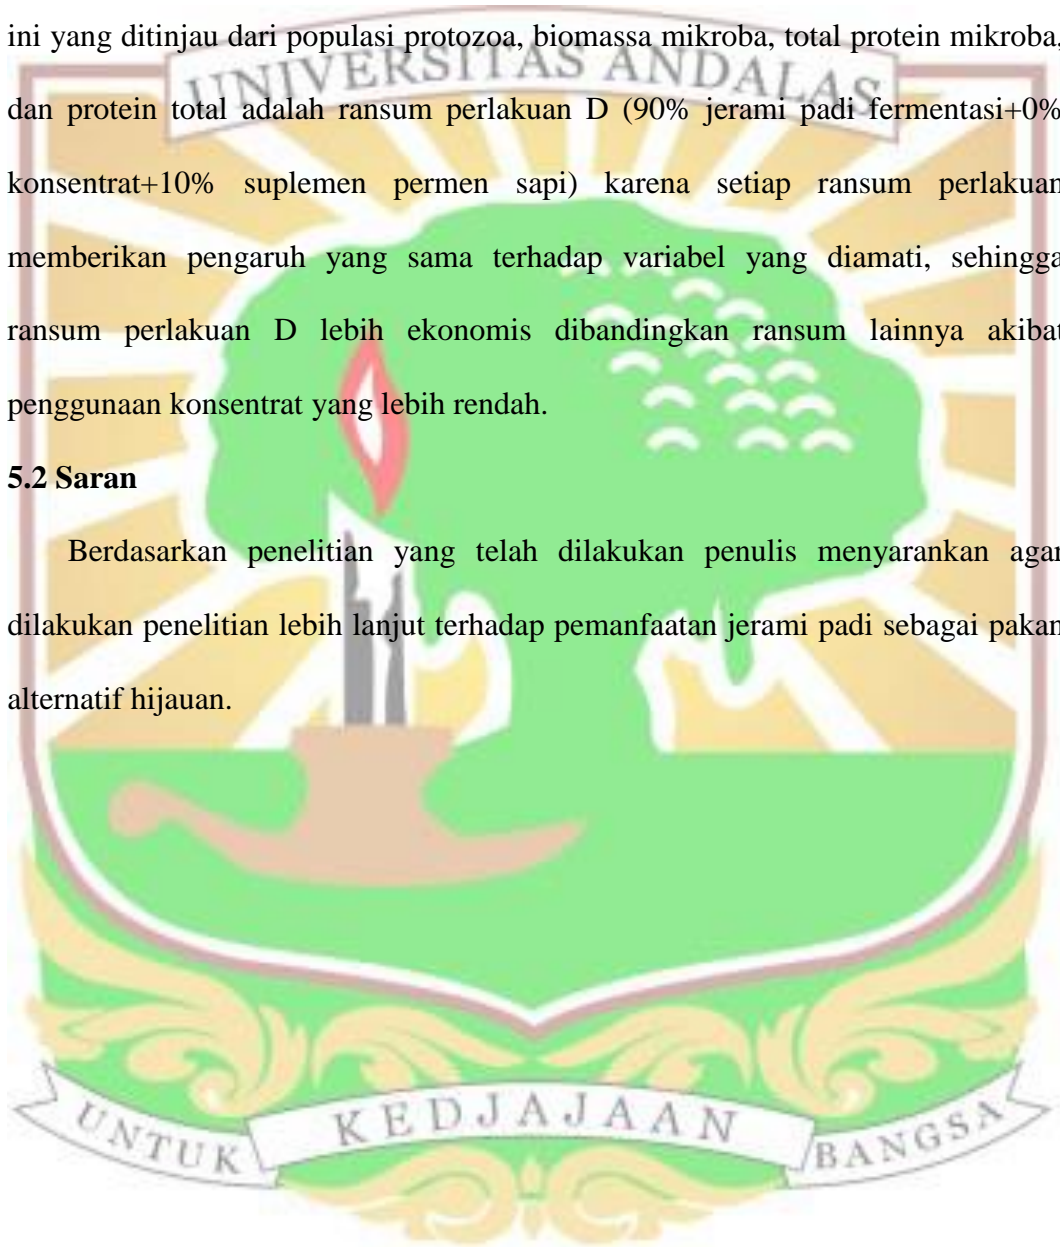 ini yang ditinjau dari populasi protozoa, biomassa mikroba, total protein mikroba,
UNIVERSITAS ANDALAS
dan protein total adalah ransum perlakuan D (90% jerami padi fermentasi+0%
konsentrat+10% suplemen permen sapi) karena setiap ransum perlakuan
memberikan pengaruh yang sama terhadap variabel yang diamati, sehingga
ransum perlakuan D lebih ekonomis dibandingkan ransum lainnya akibat
penggunaan konsentrat yang lebih rendah.
5.2 Saran
Berdasarkan penelitian yang telah dilakukan penulis menyarankan agar
dilakukan penelitian lebih lanjut terhadap pemanfaatan jerami padi sebagai pakan
alternatif hijauan.
UNTUK KEDJAJAAN BANGSA